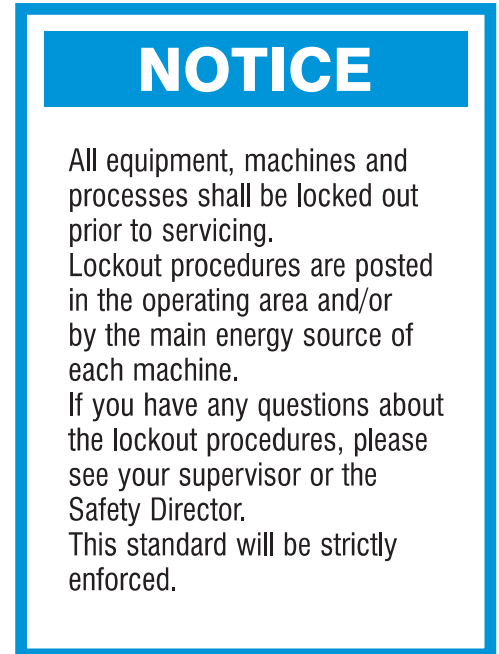 NOTICE
All equipment, machines and
processes shall be locked out
prior to servicing.
Lockout procedures are posted
in the operating area and/or
by the main energy source of
each machine.
If you have any questions about
the lockout procedures, please
see your supervisor or the
Safety Director.
This standard will be strictly
enforced.